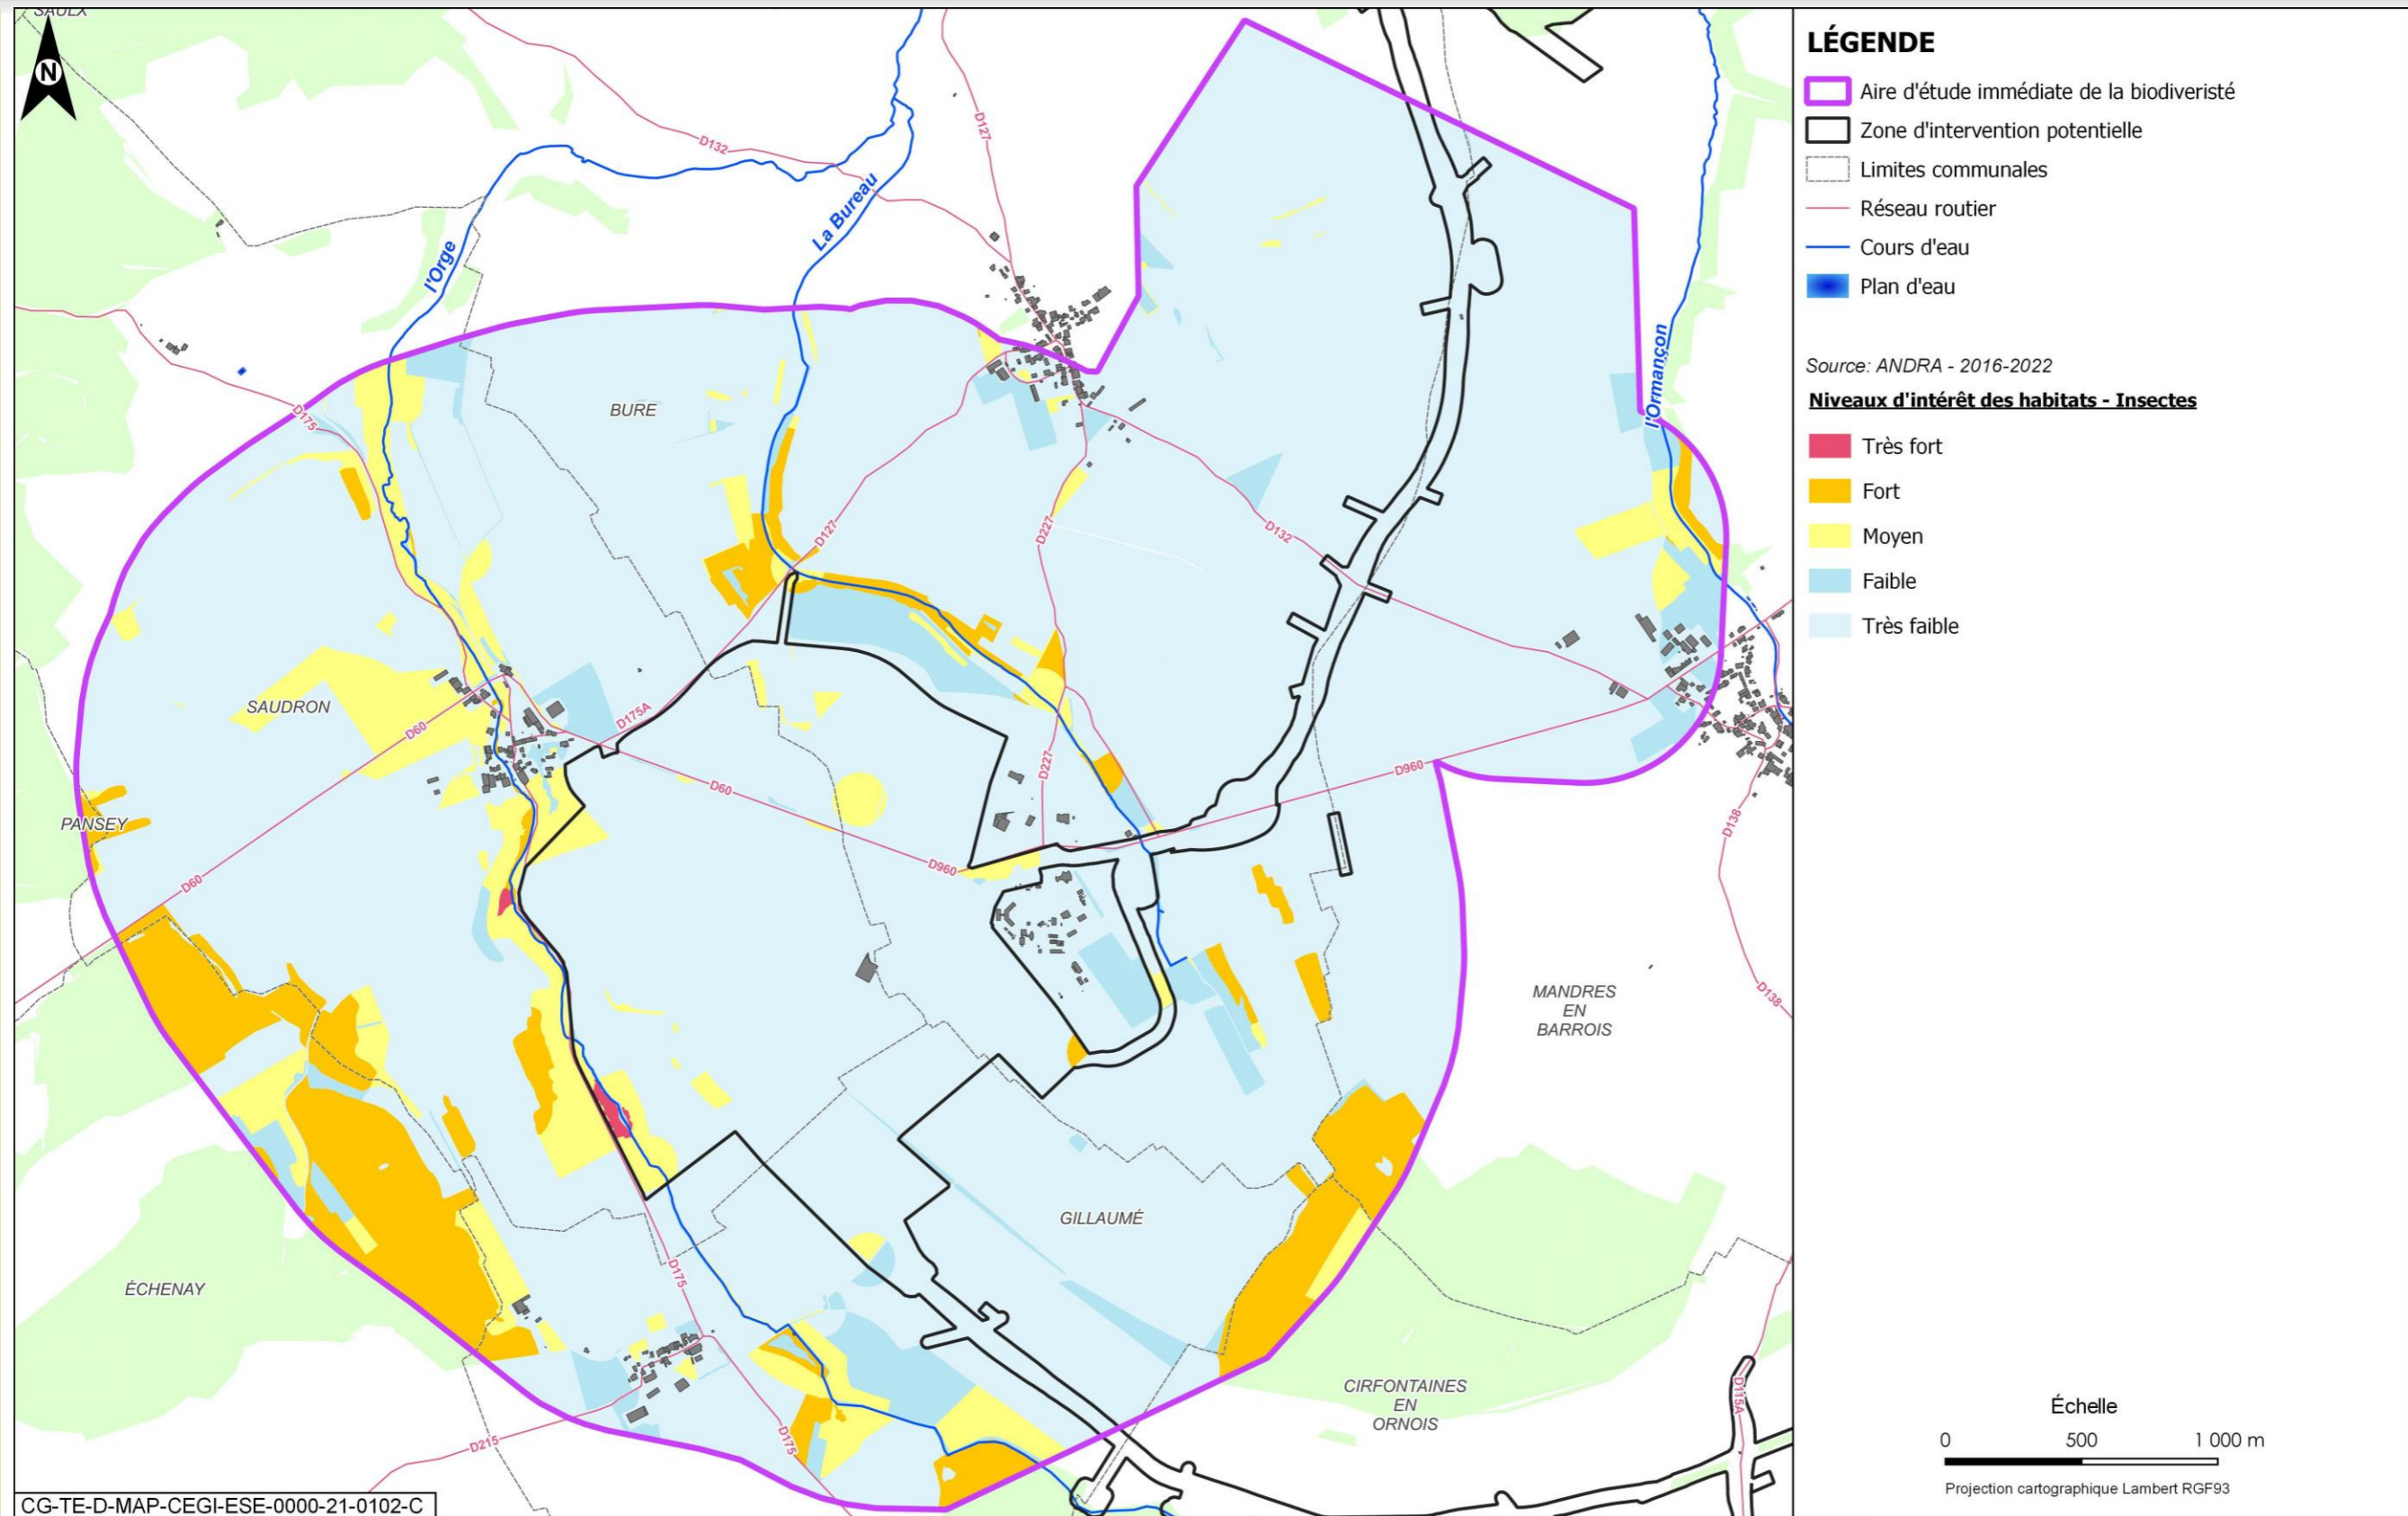 SAULX
N
D132
D127
La Bureau
l'Orge
l'Ormançon
BURE
D175
D127
D227
D132
SAUDRON
D60
D175A
D60
D227
D960
D138
PANSEY
D60
D960
MANDRES
EN
BARROIS
D138
GILLAUMÉ
ÉCHENAY
D175
CIRFONTAINES
EN
ORNOIS
D115A
D215
D175
CG-TE-D-MAP-CEGI-ESE-0000-21-0102-C
LÉGENDE
Aire d'étude immédiate de la biodiveristé
Zone d'intervention potentielle
Limites communales
Réseau routier
Cours d'eau
Plan d'eau
Source: ANDRA - 2016-2022
Niveaux d'intérêt des habitats - Insectes
Très fort
Fort
Moyen
Faible
Très faible
Échelle
0 500 1 000 m
Projection cartographique Lambert RGF93